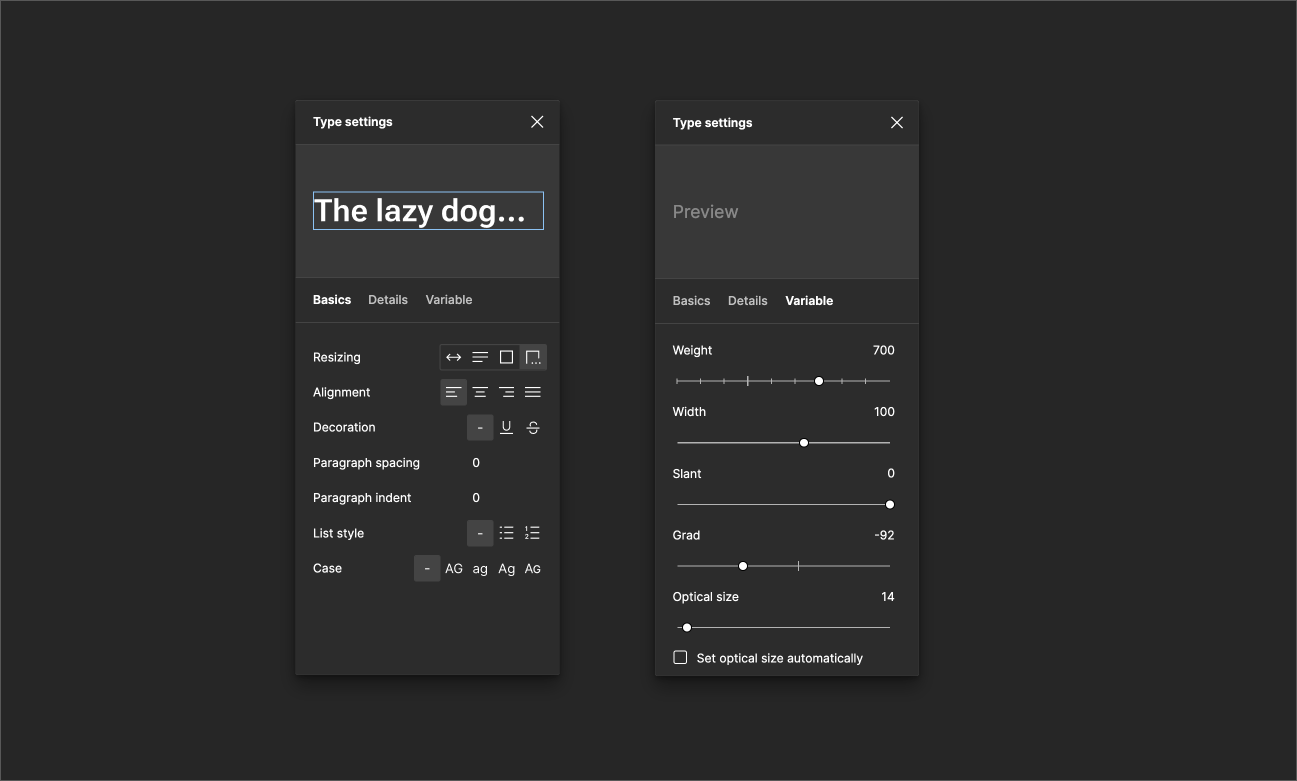 Type settings
The lazy dog...
Basics Details Variable
Resizing
Alignment
Decoration - U S
Paragraph spacing 0
Paragraph indent 0
List style -
Case - AG ag Ag AG
Type settings
Preview
Basics Details Variable
Weight 700
Width 100
Slant 0
Grad -92
Optical size 14
Set optical size automatically